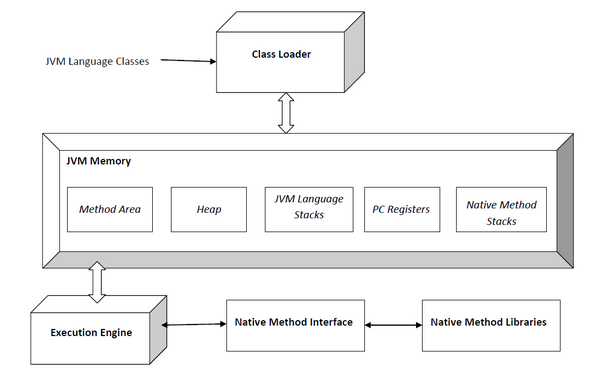 Class Loader
JVM Language Classes
JVM Memory
Method Area
Heap
JVM Language
Stacks
PC Registers
Native Method
Stacks
Execution Engine
Native Method Interface
Native Method Libraries